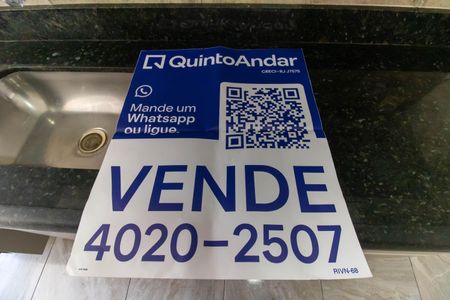 QuintoAndar
CRECI-RJ J7575
Mande um
Whatsapp
ou ligue.
VENDE
4020-2507
RIVN-68